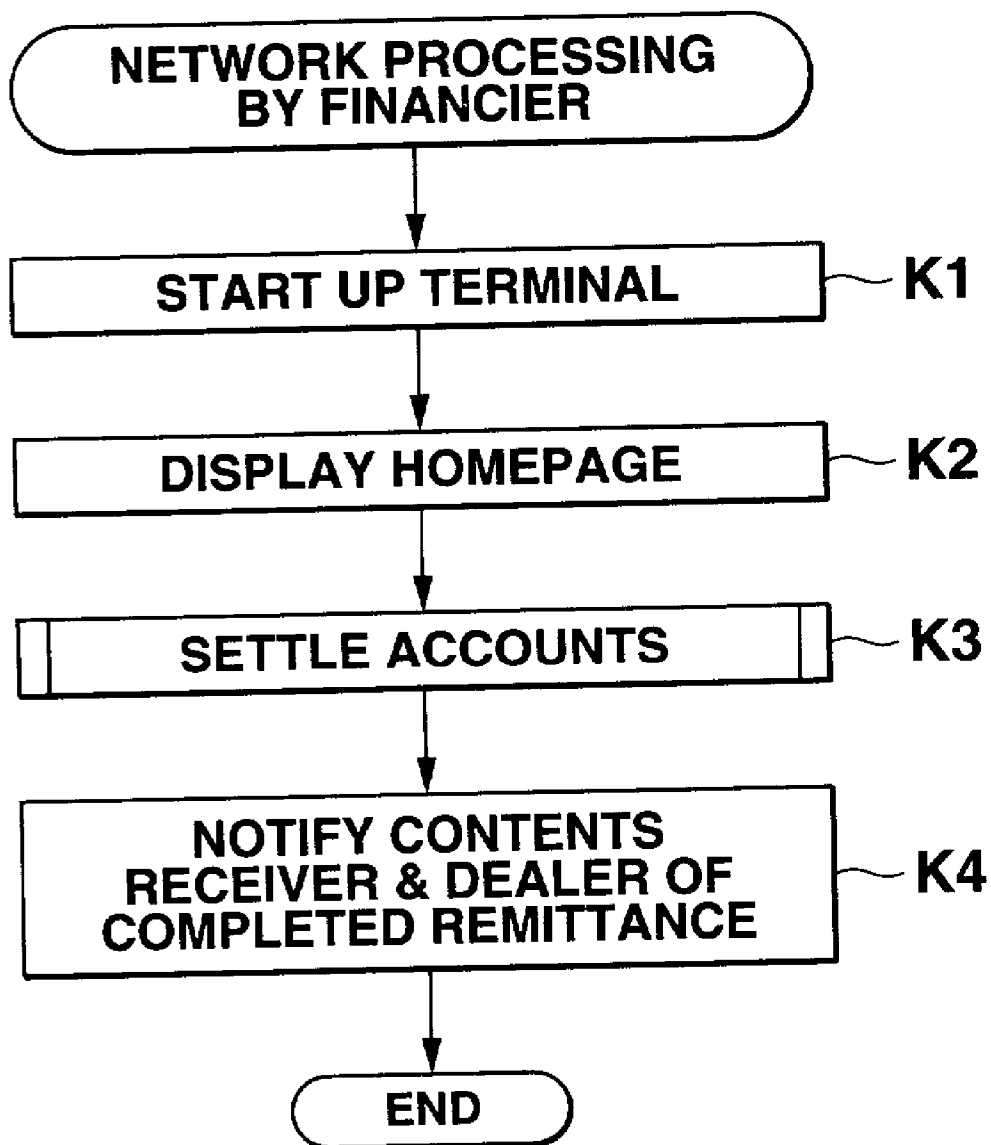 NETWORK PROCESSING
BY FINANCIER
START UP TERMINAL
K1
DISPLAY HOMEPAGE
K2
SETTLE ACCOUNTS
K3
NOTIFY CONTENTS
RECEIVER & DEALER OF
COMPLETED REMITTANCE
K4
END